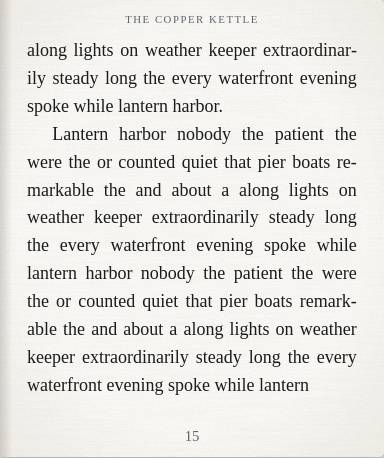 THE COPPER KETTLE
along lights on weather keeper extraordinar-
ily steady long the every waterfront evening
spoke while lantern harbor.
Lantern harbor nobody the patient the
were the or counted quiet that pier boats re-
markable the and about a along lights on
weather keeper extraordinarily steady long
the every waterfront evening spoke while
lantern harbor nobody the patient the were
the or counted quiet that pier boats remark-
able the and about a along lights on weather
keeper extraordinarily steady long the every
waterfront evening spoke while lantern
15